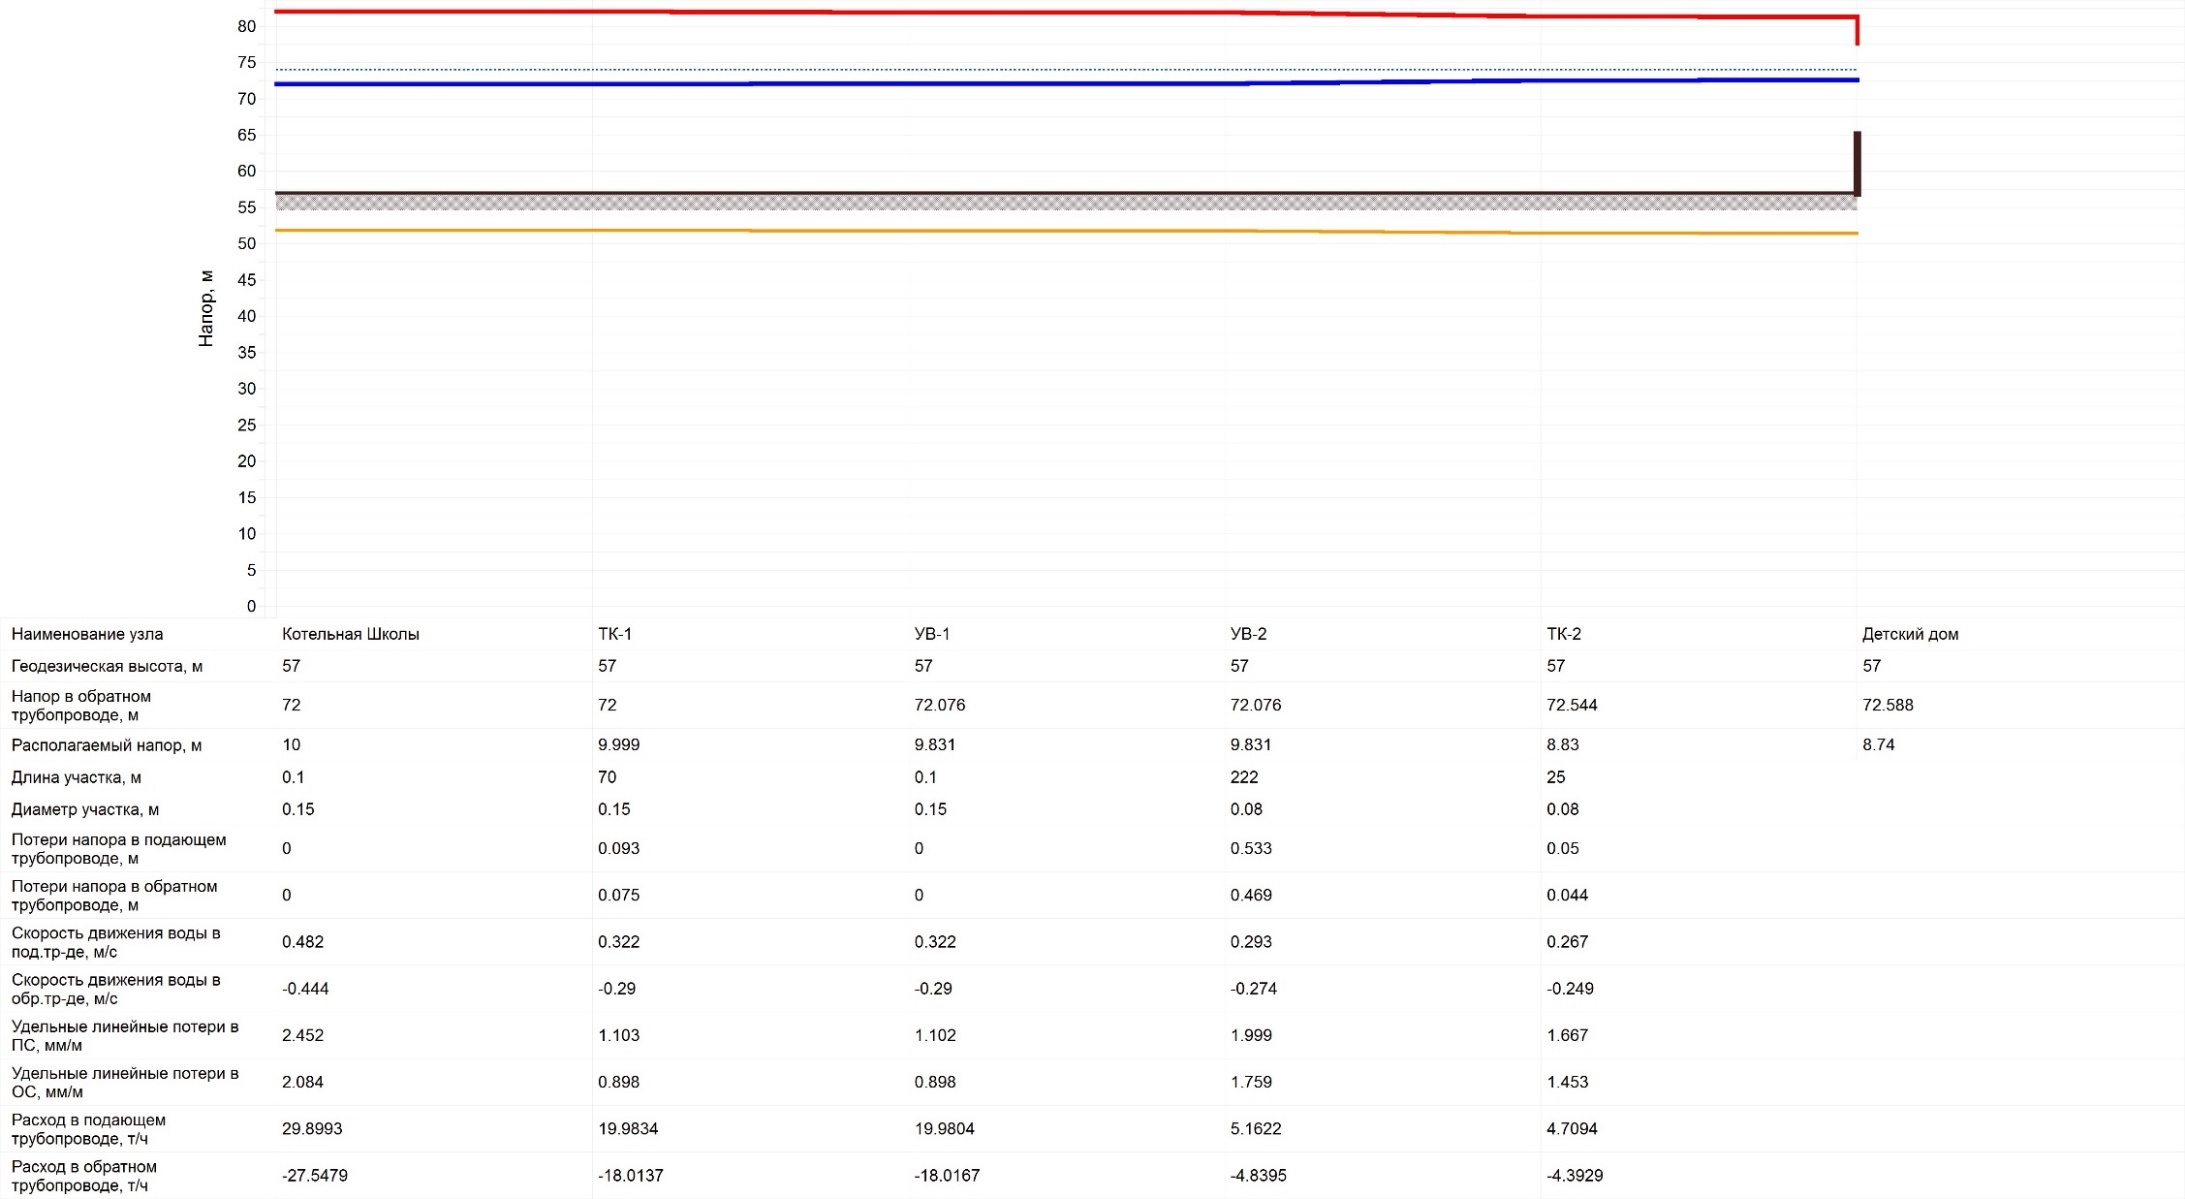 80
75
70
65
60
55
50
45
40
35
30
25
20
15
10
5
0
Напор, м
Наименование узла Котельная Школы ТК-1 УВ-1 УВ-2 ТК-2 Детский дом
Геодезическая высота, м 57 57 57 57 57 57
Напор в обратном
трубопроводе, м 72 72 72.076 72.076 72.544 72.588
Располагаемый напор, м 10 9.999 9.831 9.831 8.83 8.74
Длина участка, м 0.1 70 0.1 222 25
Диаметр участка, м 0.15 0.15 0.15 0.08 0.08
Потери напора в подающем
трубопроводе, м 0 0.093 0 0.533 0.05
Потери напора в обратном
трубопроводе, м 0 0.075 0 0.469 0.044
Скорость движения воды в
под.тр-де, м/с 0.482 0.322 0.322 0.293 0.267
Скорость движения воды в
обр.тр-де, м/с -0.444 -0.29 -0.29 -0.274 -0.249
Удельные линейные потери в
ПС, мм/м 2.452 1.103 1.102 1.999 1.667
Удельные линейные потери в
ОС, мм/м 2.084 0.898 0.898 1.759 1.453
Расход в подающем
трубопроводе, т/ч 29.8993 19.9834 19.9804 5.1622 4.7094
Расход в обратном
трубопроводе, т/ч -27.5479 -18.0137 -18.0167 -4.8395 -4.3929